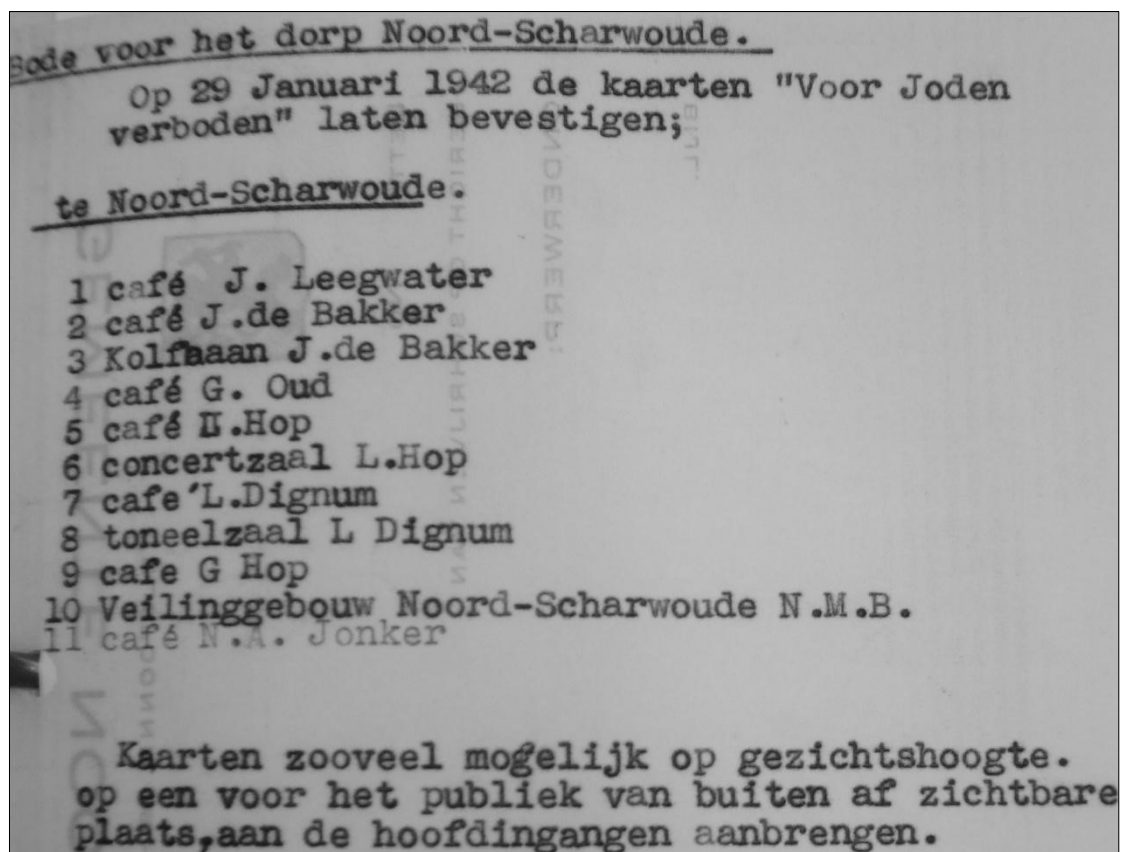 Bode voor het dorp Noord-Scharwoude.
Op 29 Januari 1942 de kaarten "Voor Joden
verboden" laten bevestigen;
te Noord-Scharwoude.
1 café J. Leegwater
2 café J.de Bakker
3 Kolfbaan J.de Bakker
4 café G. Oud
5 café .Hop
6 concertzaal L.Hop
7 cafe'L.Dignum
8 toneelzaal L Dignum
9 cafe G Hop
10 Veilinggebouw Noord-Scharwoude N.M.B.
11 café N.A. Jonker
Kaarten zooveel mogelijk op gezichtshoogte.
op een voor het publiek van buiten af zichtbare
plaats,aan de hoofdingangen aanbrengen.